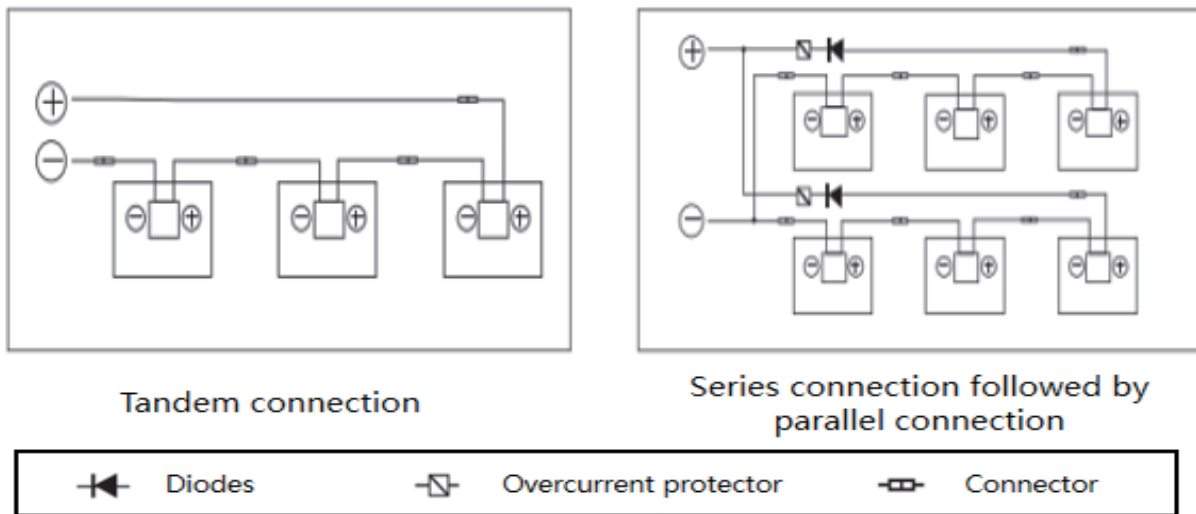 Tandem connection
Series connection followed by
parallel connection
Diodes
Overcurrent protector
Connector